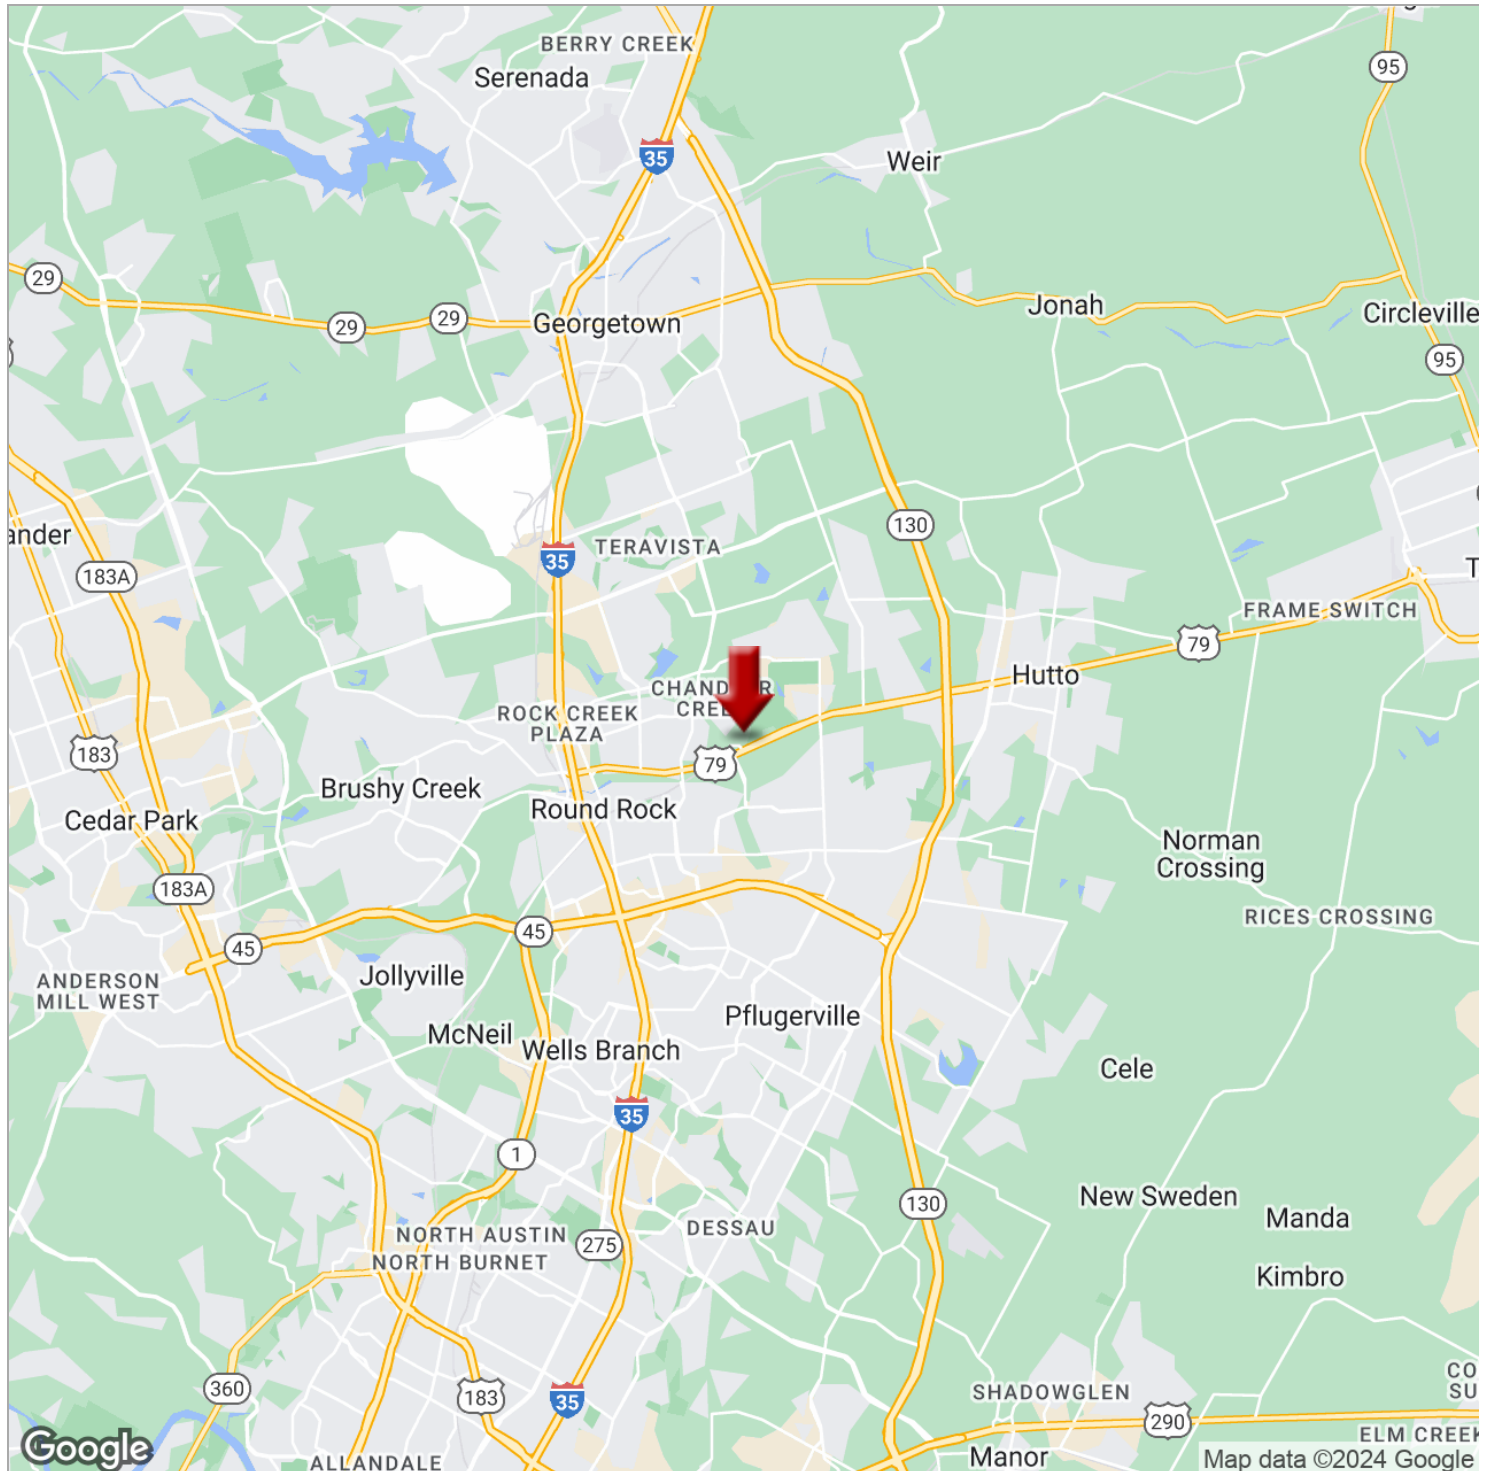 BERRY CREEK
Serenada
95
35
Weir
29
29
29
Georgetown
Jonah
Circleville
95
130
35
TERAVISTA
183A
FRAME SWITCH
79
Hutto
ROCK CREEK
PLAZA
183
79
Brushy Creek
Round Rock
Cedar Park
Norman
Crossing
183A
RICES CROSSING
45
45
ANDERSON
MILL WEST
Jollyville
Pflugerville
McNeil
Wells Branch
Cele
35
1
New Sweden
Manda
130
DESSAU
NORTH AUSTIN
275
NORTH BURNET
Kimbro
360
183
35
SHADOWGLEN
290
ELM CREEK
Manor
ALLANDALE
Google
Map data ©2024 Google